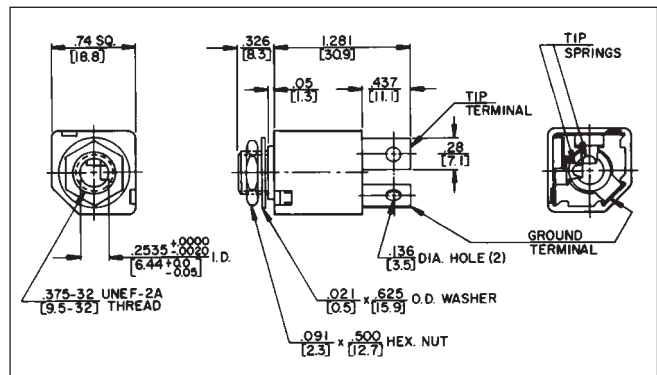 .74 SQ.
[18.8]
.326
[8.3]
1.281
[30.9]
.05
[1.3]
.437
[11.1]
TIP
TERMINAL
.28
[7.1]
TIP
SPRINGS
GROUND
TERMINAL
.136
[3.5] DIA. HOLE (2)
.2535 +.0000 -.0020
[6.44 +0.0 -0.05] I.D.
.375-32 UNEF-2A
[9.5-32] THREAD
.021 x .625 O.D. WASHER
[0.5] [15.9]
.091 x .500 HEX. NUT
[2.3] [12.7]